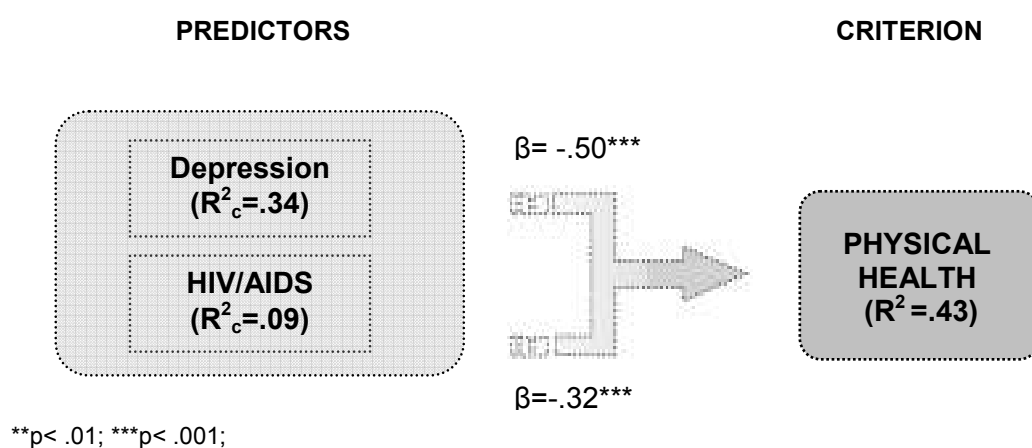 PREDICTORS
CRITERION
Depression
(R²c=.34)
HIV/AIDS
(R²c=.09)
β= -.50***
β=-.32***
PHYSICAL
HEALTH
(R² =.43)
**p< .01; ***p< .001;